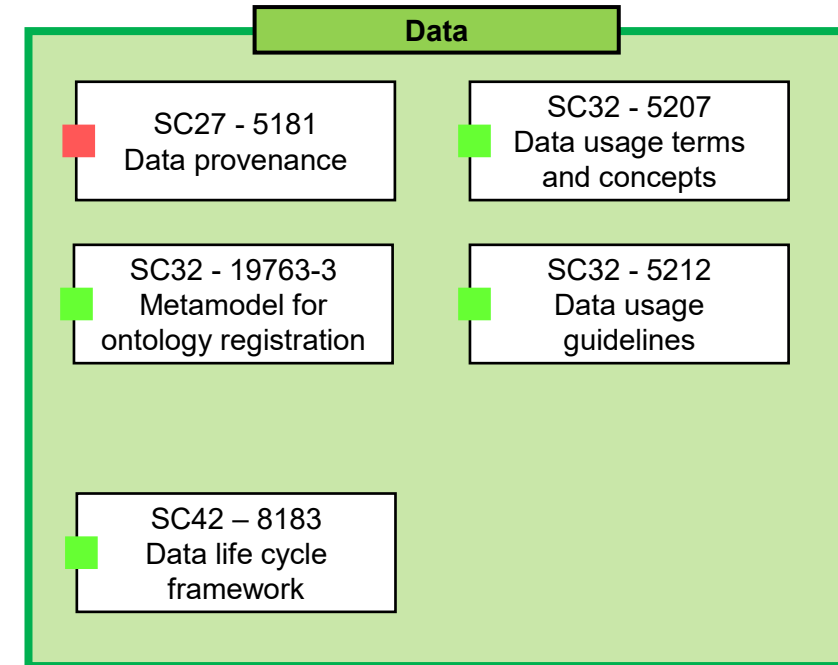 Data
SC27 - 5181
Data provenance
SC32 - 5207
Data usage terms
and concepts
SC32 - 19763-3
Metamodel for
ontology registration
SC32 - 5212
Data usage
guidelines
SC42 – 8183
Data life cycle
framework